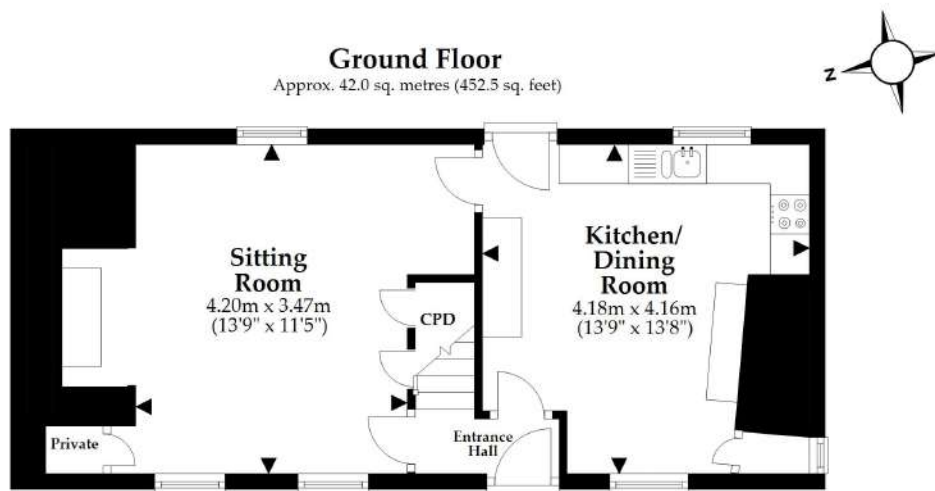 Ground Floor
Approx. 42.0 sq. metres (452.5 sq. feet)
N
Sitting
Room
4.20m x 3.47m
(13'9" x 11'5")
CPD
Kitchen/
Dining
Room
4.18m x 4.16m
(13'9" x 13'8")
Private
Entrance
Hall